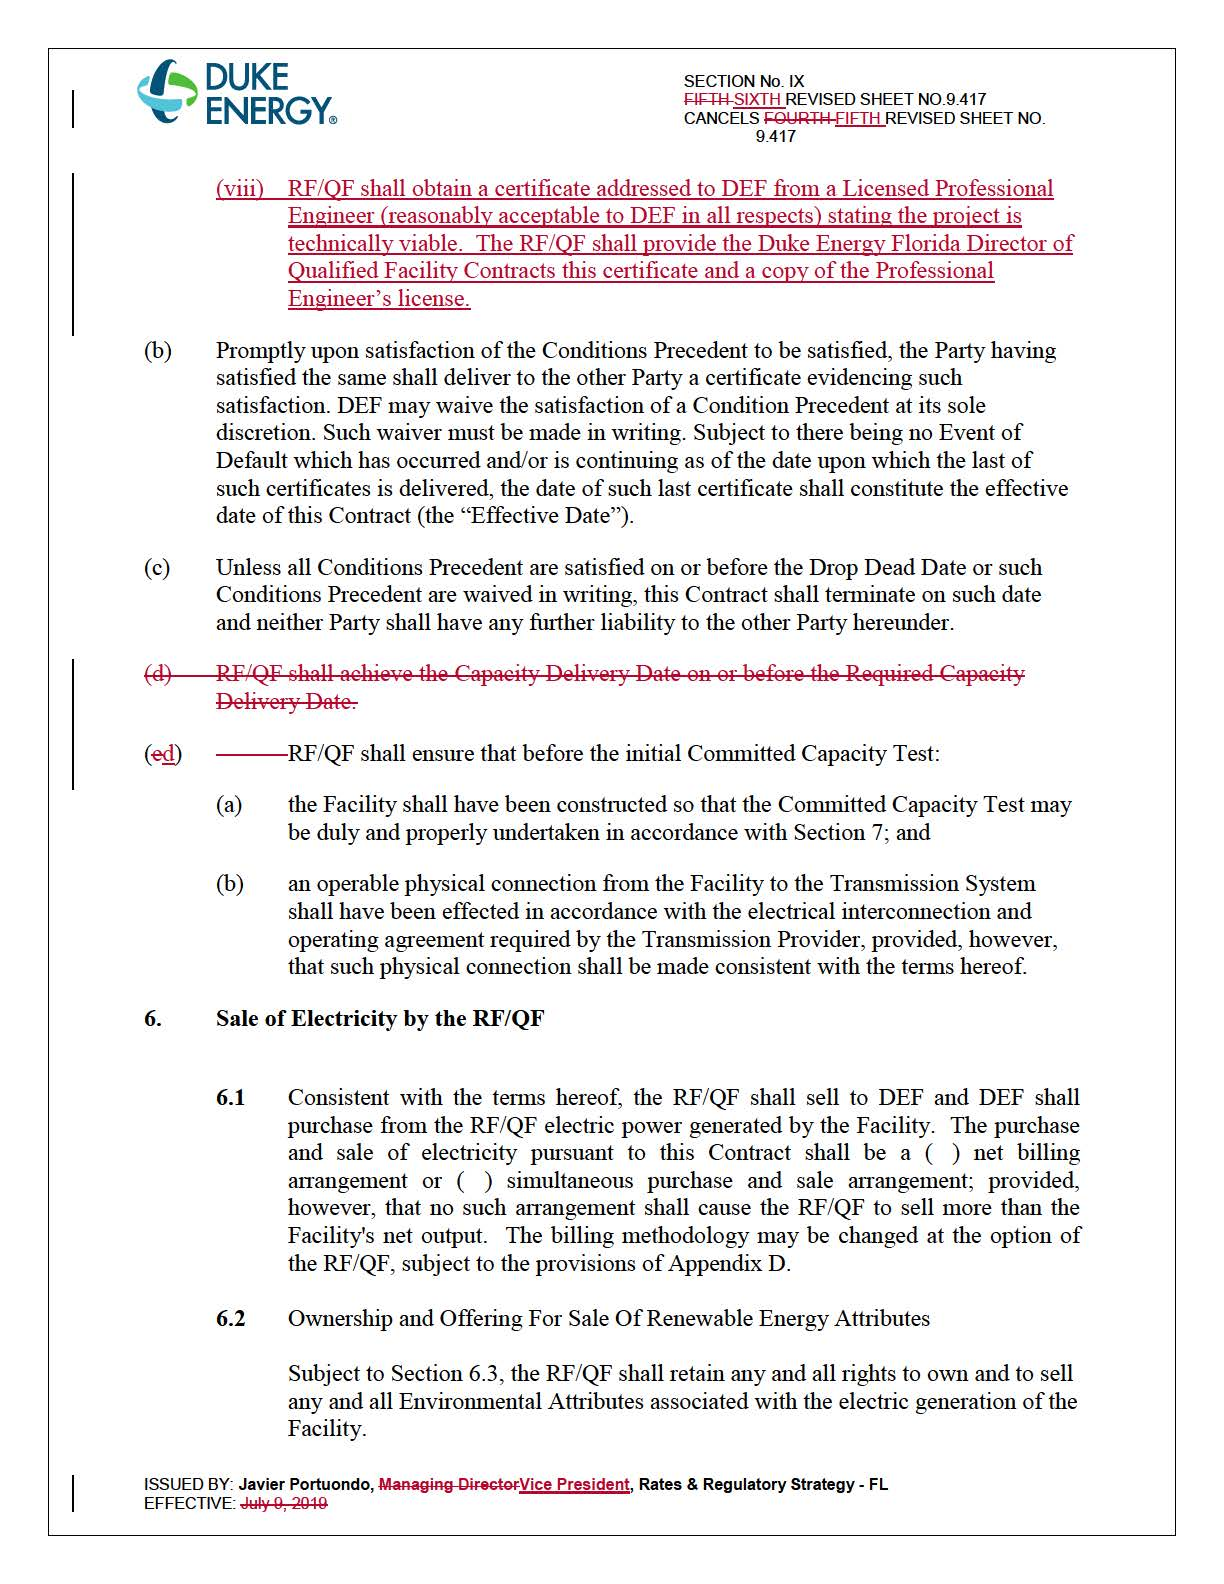 DUKE
ENERGY®
SECTION No. IX
FIFTH SIXTH REVISED SHEET NO.9.417
CANCELS FOURTH FIFTH REVISED SHEET NO.
9.417
(viii) RF/QF shall obtain a certificate addressed to DEF from a Licensed Professional
Engineer (reasonably acceptable to DEF in all respects) stating the project is
technically viable. The RF/QF shall provide the Duke Energy Florida Director of
Qualified Facility Contracts this certificate and a copy of the Professional
Engineer’s license.
(b) Promptly upon satisfaction of the Conditions Precedent to be satisfied, the Party having
satisfied the same shall deliver to the other Party a certificate evidencing such
satisfaction. DEF may waive the satisfaction of a Condition Precedent at its sole
discretion. Such waiver must be made in writing. Subject to there being no Event of
Default which has occurred and/or is continuing as of the date upon which the last of
such certificates is delivered, the date of such last certificate shall constitute the effective
date of this Contract (the “Effective Date”).
(c) Unless all Conditions Precedent are satisfied on or before the Drop Dead Date or such
Conditions Precedent are waived in writing, this Contract shall terminate on such date
and neither Party shall have any further liability to the other Party hereunder.
(d) RF/QF shall achieve the Capacity Delivery Date on or before the Required Capacity
Delivery Date.
(ed) RF/QF shall ensure that before the initial Committed Capacity Test:
(a) the Facility shall have been constructed so that the Committed Capacity Test may
be duly and properly undertaken in accordance with Section 7; and
(b) an operable physical connection from the Facility to the Transmission System
shall have been effected in accordance with the electrical interconnection and
operating agreement required by the Transmission Provider, provided, however,
that such physical connection shall be made consistent with the terms hereof.
6. Sale of Electricity by the RF/QF
6.1 Consistent with the terms hereof, the RF/QF shall sell to DEF and DEF shall
purchase from the RF/QF electric power generated by the Facility. The purchase
and sale of electricity pursuant to this Contract shall be a ( ) net billing
arrangement or ( ) simultaneous purchase and sale arrangement; provided,
however, that no such arrangement shall cause the RF/QF to sell more than the
Facility's net output. The billing methodology may be changed at the option of
the RF/QF, subject to the provisions of Appendix D.
6.2 Ownership and Offering For Sale Of Renewable Energy Attributes
Subject to Section 6.3, the RF/QF shall retain any and all rights to own and to sell
any and all Environmental Attributes associated with the electric generation of the
Facility.
ISSUED BY: Javier Portuondo, Managing DirectorVice President, Rates & Regulatory Strategy - FL
EFFECTIVE: July 9, 2019